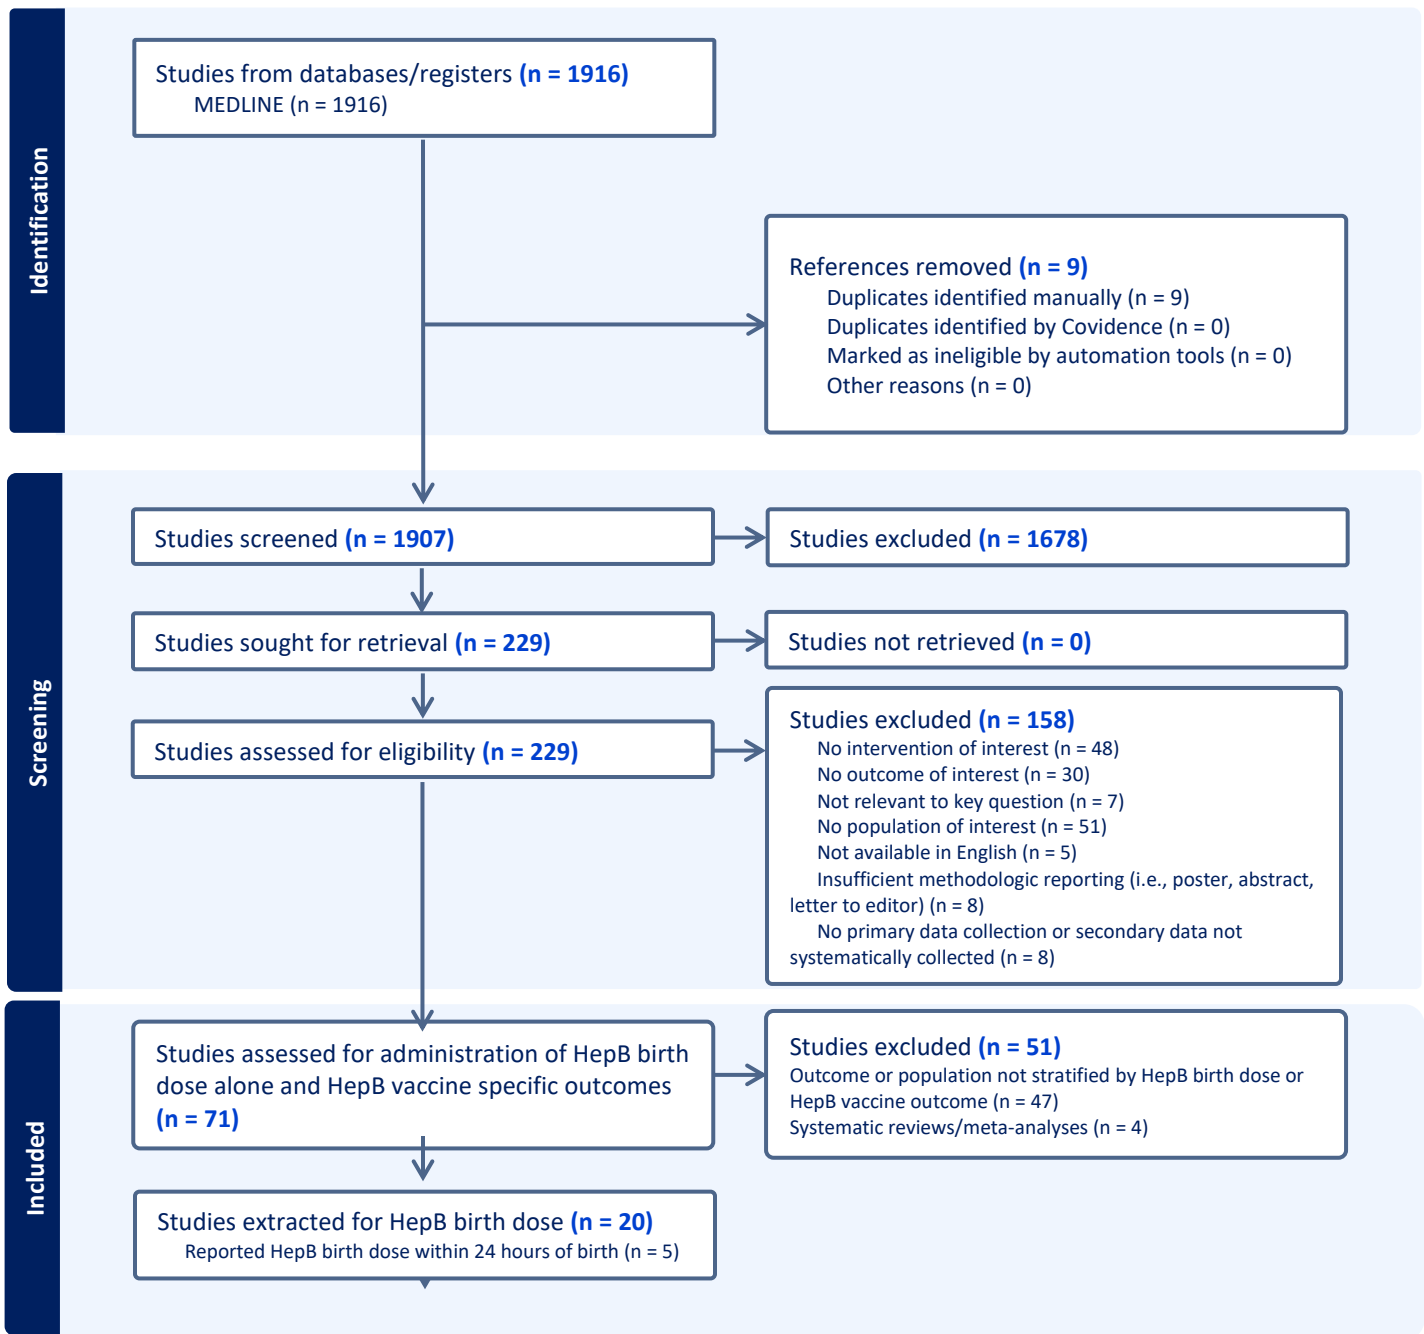 Identification
Studies from databases/registers (n = 1916)
MEDLINE (n = 1916)
References removed (n = 9)
Duplicates identified manually (n = 9)
Duplicates identified by Covidence (n = 0)
Marked as ineligible by automation tools (n = 0)
Other reasons (n = 0)
Screening
Studies screened (n = 1907)
Studies excluded (n = 1678)
Studies sought for retrieval (n = 229)
Studies not retrieved (n = 0)
Studies assessed for eligibility (n = 229)
Studies excluded (n = 158)
No intervention of interest (n = 48)
No outcome of interest (n = 30)
Not relevant to key question (n = 7)
No population of interest (n = 51)
Not available in English (n = 5)
Insufficient methodologic reporting (i.e., poster, abstract,
letter to editor) (n = 8)
No primary data collection or secondary data not
systematically collected (n = 8)
Included
Studies assessed for administration of HepB birth
dose alone and HepB vaccine specific outcomes
(n = 71)
Studies excluded (n = 51)
Outcome or population not stratified by HepB birth dose or
HepB vaccine outcome (n = 47)
Systematic reviews/meta-analyses (n = 4)
Studies extracted for HepB birth dose (n = 20)
Reported HepB birth dose within 24 hours of birth (n = 5)